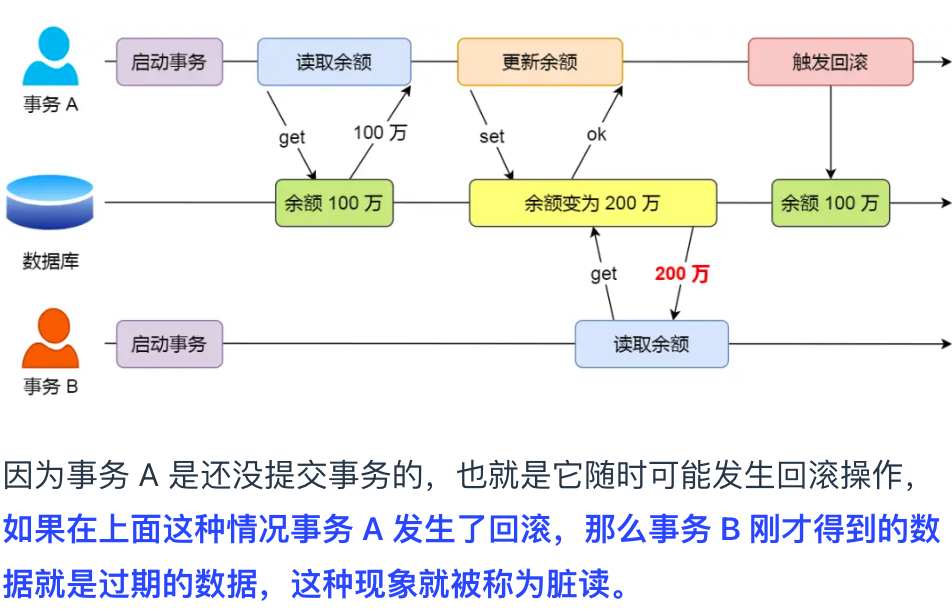 启动事务
读取余额
更新余额
触发回滚
事务 A
get
100 万
set
ok
余额 100 万
余额变为 200 万
余额 100 万
数据库
get
200 万
启动事务
读取余额
事务 B
因为事务 A 是还没提交事务的，也就是它随时可能发生回滚操作，
如果在上面这种情况事务 A 发生了回滚，那么事务 B 刚才得到的数
据就是过期的数据，这种现象就被称为脏读。